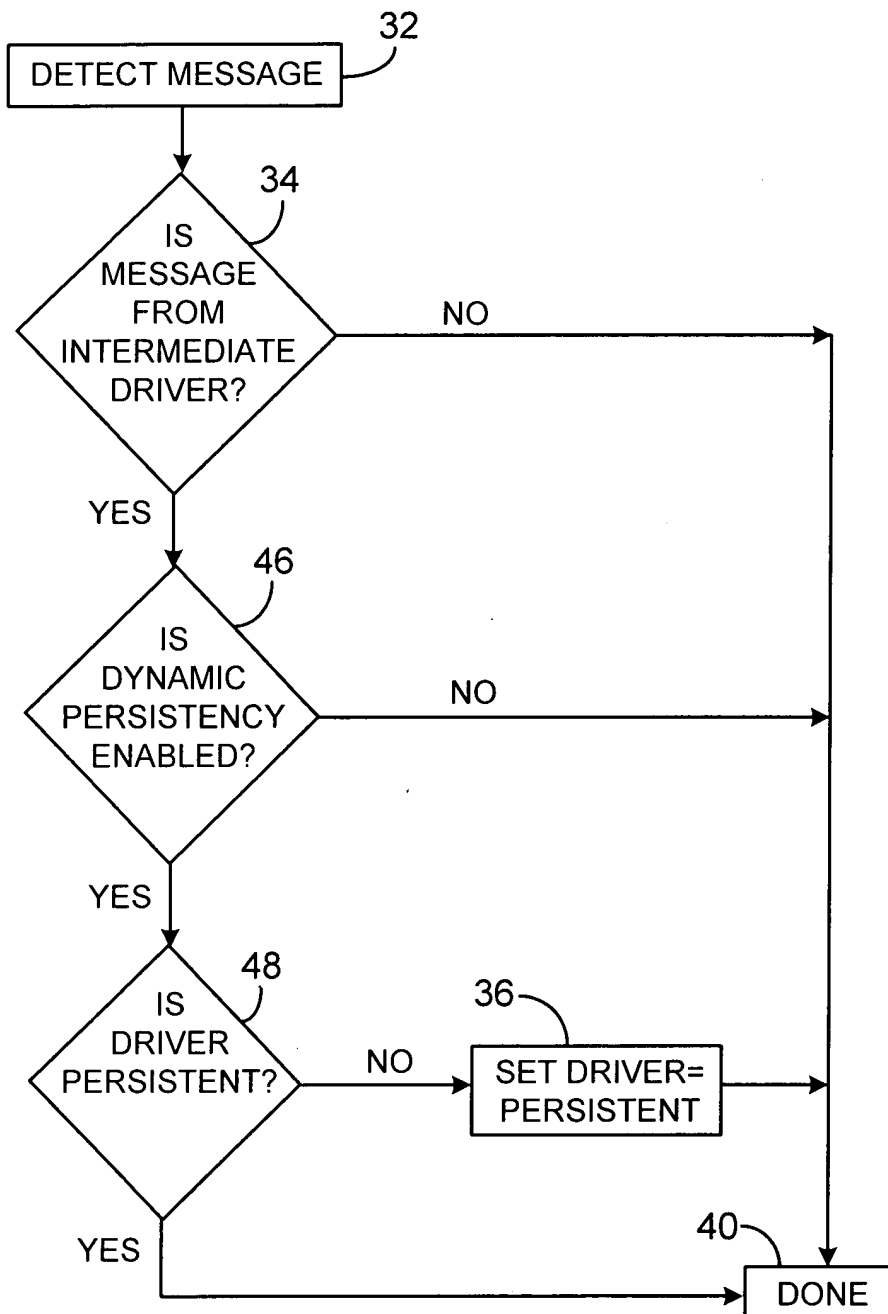 32
DETECT MESSAGE
34
IS
MESSAGE
FROM
INTERMEDIATE
DRIVER?
NO
YES
46
IS
DYNAMIC
PERSISTENCY
ENABLED?
NO
YES
48
IS
DRIVER
PERSISTENT?
NO
36
SET DRIVER=
PERSISTENT
YES
40
DONE